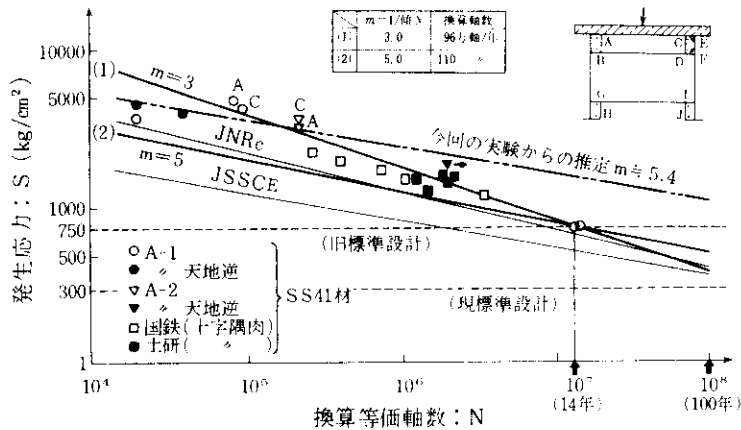 m=1/傾き 換算軸数
(1) 3.0 96万軸/年
(2) 5.0 110 〃
A C E
B D F
G I
H J
発生応力：S (kg/cm²)
10000
5000
1000
750
500
300
1
(1)
m=3
A
C
C
A
(2)
m=5
JNRc
JSSCE
今回の実験からの推定m≒5.4
(旧標準設計)
(現標準設計)
○ A-1
● 〃 天地逆
▽ A-2
▼ 〃 天地逆
□ 国鉄(十字隅肉)
■ 土研( 〃 )
SS41材
10⁴ 10⁵ 10⁶ 10⁷ 10⁸
(14年) (100年)
換算等価軸数：N